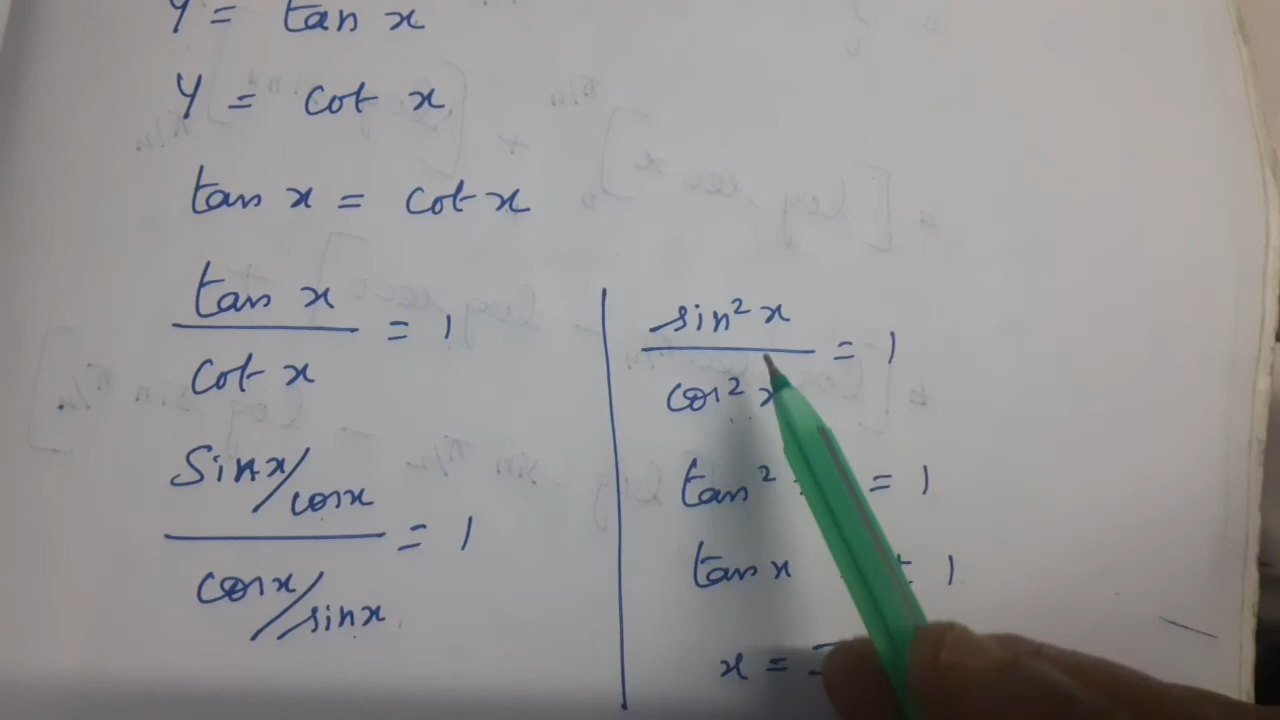 Y = tan x
Y = cot x
tan x = cot x
tan x
cot x
= 1
sin x/cos x
cos x/sin x
= 1
sin² x
cos² x
= 1
tan² = 1
tan x = 1
x =